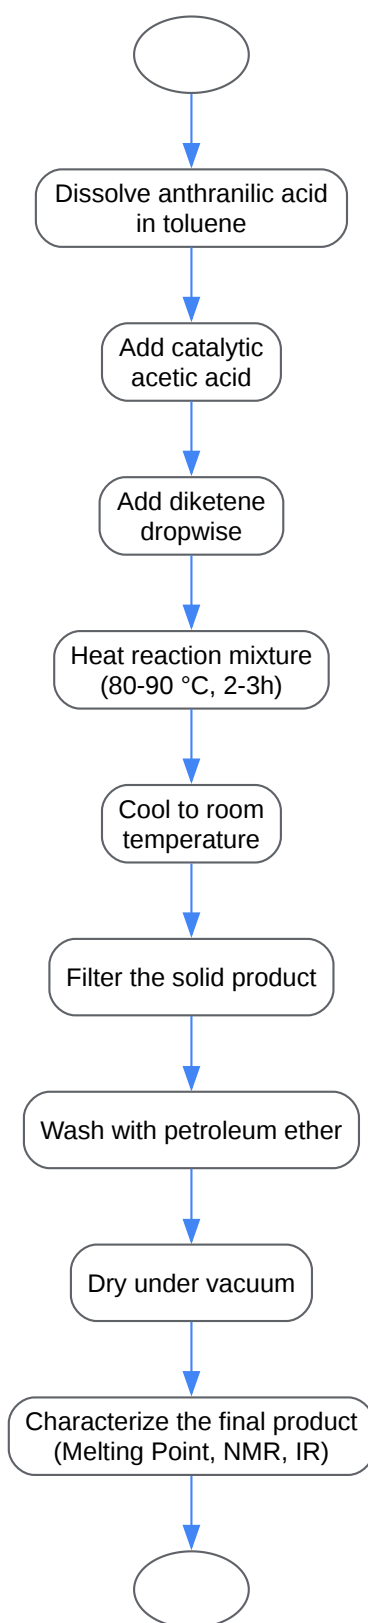 Dissolve anthranilic acid
in toluene
Add catalytic
acetic acid
Add diketene
dropwise
Heat reaction mixture
(80-90 °C, 2-3h)
Cool to room
temperature
Filter the solid product
Wash with petroleum ether
Dry under vacuum
Characterize the final product
(Melting Point, NMR, IR)